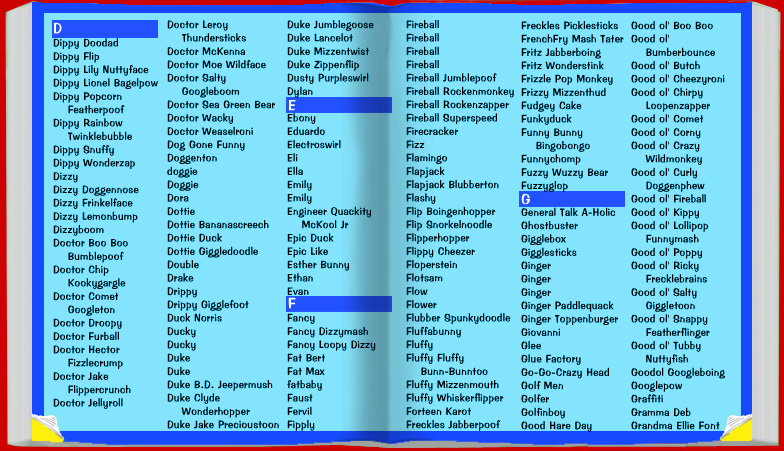 D
Dippy Doodad
Dippy Flip
Dippy Lily Nuttyface
Dippy Lionel Bagelpow
Dippy Popcorn
Featherpoof
Dippy Rainbow
Twinklebubble
Dippy Snuffy
Dippy Wonderzap
Dizzy
Dizzy Doggennose
Dizzy Frinkelface
Dizzy Lemonbump
Dizzyboom
Doctor Boo Boo
Bumblepoof
Doctor Chip
Kookygargle
Doctor Comet
Googleton
Doctor Droopy
Doctor Furball
Doctor Hector
Fizzlecrump
Doctor Jake
Flippercrunch
Doctor Jellyroll
Doctor Leroy
Thundersticks
Doctor McKenna
Doctor Moe Wildface
Doctor Salty
Googleboom
Doctor Sea Green Bear
Doctor Wacky
Doctor Weaselroni
Dog Gone Funny
Doggenton
doggie
Doggie
Dora
Dottie
Dottie Bananascreech
Dottie Duck
Dottie Giggledoodle
Double
Drake
Drippy
Drippy Gigglefoot
Duck Norris
Ducky
Ducky
Duke
Duke
Duke B.D. Jeepermush
Duke Clyde
Wonderhopper
Duke Jake Precioustoon
Duke Jumblegoose
Duke Lancelot
Duke Mizzentwist
Duke Zippenflip
Dusty Purpleswirl
Dylan
E
Ebony
Eduardo
Electroswirl
Eli
Ella
Emily
Emily
Engineer Quackity
McKool Jr
Epic Duck
Epic Like
Esther Bunny
Ethan
Evan
F
Fancy
Fancy Dizzymash
Fancy Loopy Dizzy
Fat Bert
Fat Max
fatbaby
Faust
Fervil
Fipply
Fireball
Fireball
Fireball
Fireball
Fireball Jumblepoof
Fireball Rockenmonkey
Fireball Rockenzapper
Fireball Superspeed
Firecracker
Fizz
Flamingo
Flapjack
Flapjack Blubberton
Flashy
Flip Boingenhopper
Flip Snorkelnoodle
Flipperhopper
Flippy Cheezer
Floperstein
Flotsam
Flow
Flower
Flubber Spunkydoodle
Fluffabunny
Fluffy
Fluffy Fluffy
Bunn-Bunntoo
Fluffy Mizzenmouth
Fluffy Whiskerflipper
Forteen Karot
Freckles Jabberpoof
Freckles Picklesticks
FrenchFry Mash Tater
Fritz Jabberboing
Fritz Wonderstink
Frizzle Pop Monkey
Frizzy Mizzenthud
Fudgey Cake
Funkyduck
Funny Bunny
Bingobongo
Funnychomp
Fuzzy Wuzzy Bear
Fuzzyglop
G
General Talk A-Holic
Ghostbuster
Gigglebox
Gigglesticks
Ginger
Ginger
Ginger
Ginger Paddlequack
Ginger Toppenburger
Giovanni
Glee
Glue Factory
Go-Go-Crazy Head
Golf Men
Golfer
Golfinboy
Good Hare Day
Good ol' Boo Boo
Good ol'
Bumberbounce
Good ol' Butch
Good ol' Cheezyroni
Good ol' Chirpy
Loopenzapper
Good ol' Comet
Good ol' Corny
Good ol' Crazy
Wildmonkey
Good ol' Curly
Doggenphew
Good ol' Fireball
Good ol' Kippy
Good ol' Lollipop
Funnymash
Good ol' Poppy
Good ol' Ricky
Frecklebrains
Good ol' Salty
Giggletoon
Good ol' Snappy
Featherflinger
Good ol' Tubby
Nuttyfish
Goodol Googleboing
Googlepow
Graffiti
Gramma Deb
Grandma Ellie Font